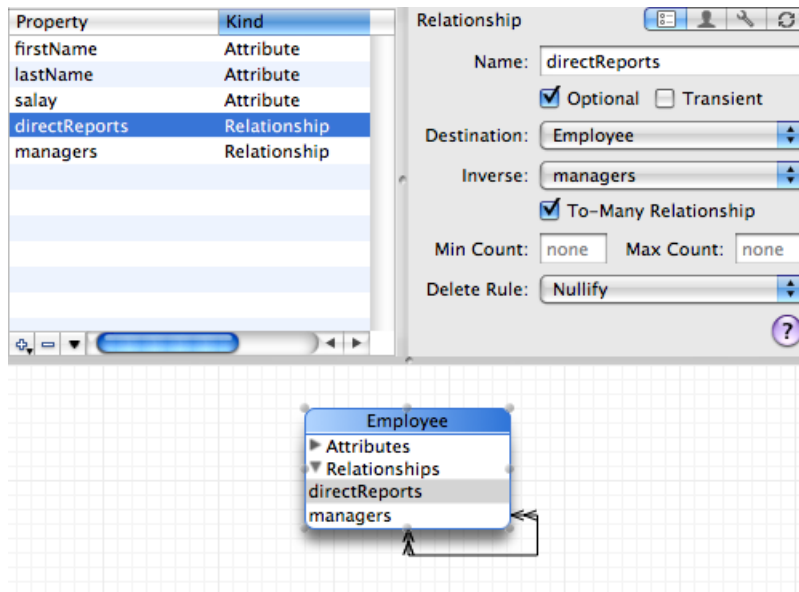 Property Kind
firstName Attribute
lastName Attribute
salay Attribute
directReports Relationship
managers Relationship
Relationship
Name: directReports
Optional Transient
Destination: Employee
Inverse: managers
To-Many Relationship
Min Count: none Max Count: none
Delete Rule: Nullify
?
Employee
Attributes
Relationships
directReports
managers